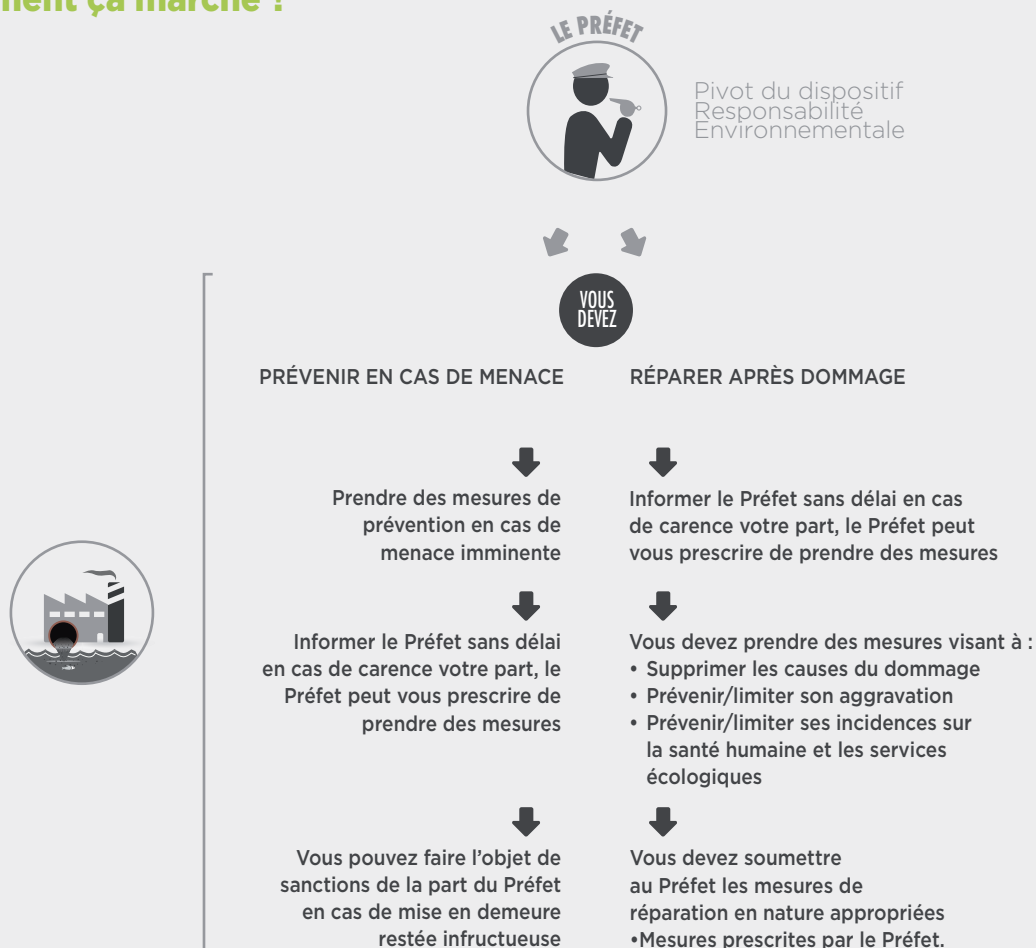 ment ça marche ?
LE PRÉFET
Pivot du dispositif
Responsabilité
Environnementale
VOUS
DEVEZ
PRÉVENIR EN CAS DE MENACE
Prendre des mesures de
prévention en cas de
menace imminente
Informer le Préfet sans délai
en cas de carence votre part, le
Préfet peut vous prescrire de
prendre des mesures
Vous pouvez faire l'objet de
sanctions de la part du Préfet
en cas de mise en demeure
restée infructueuse
RÉPARER APRÈS DOMMAGE
Informer le Préfet sans délai en cas
de carence votre part, le Préfet peut
vous prescrire de prendre des mesures
Vous devez prendre des mesures visant à :
• Supprimer les causes du dommage
• Prévenir/limiter son aggravation
• Prévenir/limiter ses incidences sur
la santé humaine et les services
écologiques
Vous devez soumettre
au Préfet les mesures de
réparation en nature appropriées
•Mesures prescrites par le Préfet.